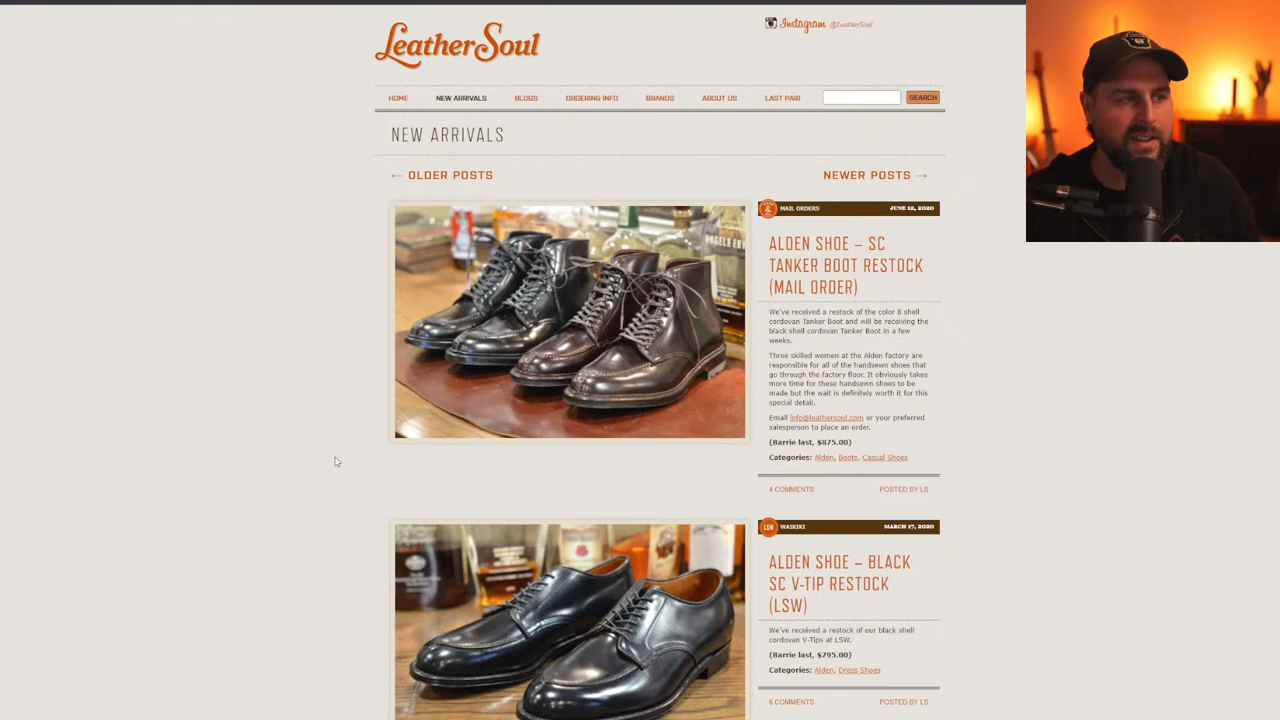 LeatherSoul
Instagram @LeatherSoul
HOME NEW ARRIVALS BLOGS ORDERING INFO BRANDS ABOUT US LAST PAIR SEARCH
NEW ARRIVALS
← OLDER POSTS NEWER POSTS →
MAIL ORDERS JUNE 12, 2020
ALDEN SHOE – SC
TANKER BOOT RESTOCK
(MAIL ORDER)
We've received a restock of the color 8 shell
cordovan Tanker Boot and will be receiving the
black shell cordovan Tanker Boot in a few
weeks.
Three skilled women at the Alden factory are
responsible for all of the handsewn shoes that
go through the factory floor. It obviously takes
more time for these handsewn shoes to be
made but the wait is definitely worth it for this
special detail.
Email info@leathersoul.com or your preferred
salesperson to place an order.
(Barrie last, $875.00)
Categories: Alden, Boots, Casual Shoes
4 COMMENTS POSTED BY LS
LSW WAIKIKI MARCH 17, 2020
ALDEN SHOE – BLACK
SC V-TIP RESTOCK
(LSW)
We've received a restock of our black shell
cordovan V-Tips at LSW.
(Barrie last, $795.00)
Categories: Alden, Dress Shoes
6 COMMENTS POSTED BY LS